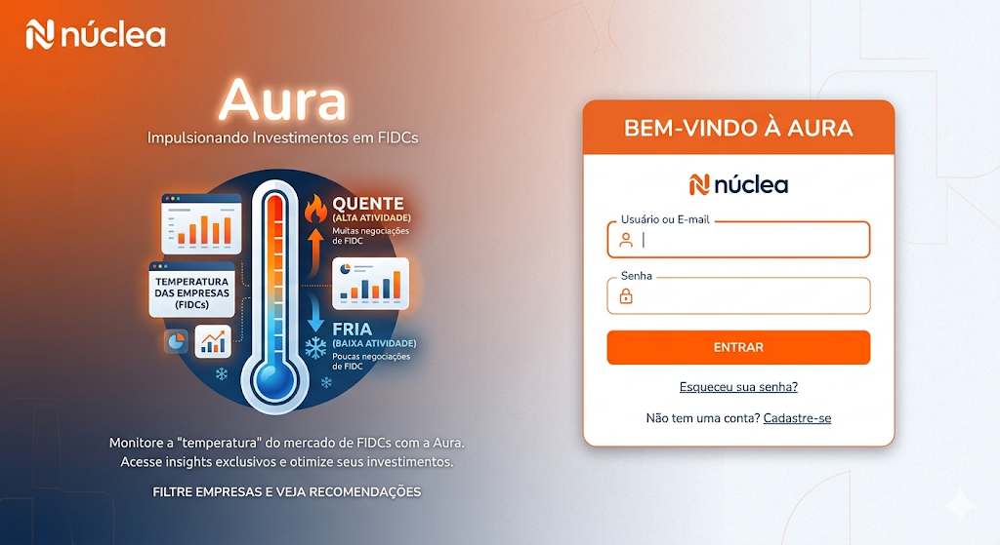 núclea
Aura
Impulsionando Investimentos em FIDCs
QUENTE
(ALTA ATIVIDADE)
Muitas negociações
de FIDC
TEMPERATURA
DAS EMPRESAS
(FIDCs)
FRIA
(BAIXA ATIVIDADE)
Poucas negociações
de FIDC
Monitore a "temperatura" do mercado de FIDCs com a Aura.
Acesse insights exclusivos e otimize seus investimentos.
FILTRE EMPRESAS E VEJA RECOMENDAÇÕES
BEM-VINDO À AURA
núclea
Usuário ou E-mail
Senha
ENTRAR
Esqueceu sua senha?
Não tem uma conta? Cadastre-se